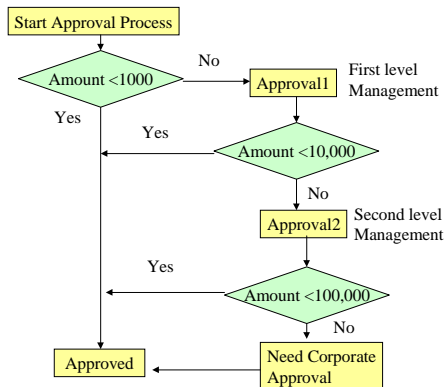 Start Approval Process
Amount <1000
No
Approval1
First level
Management
Yes
Yes
Amount <10,000
No
Approval2
Second level
Management
Yes
Amount <100,000
No
Approved
Need Corporate
Approval